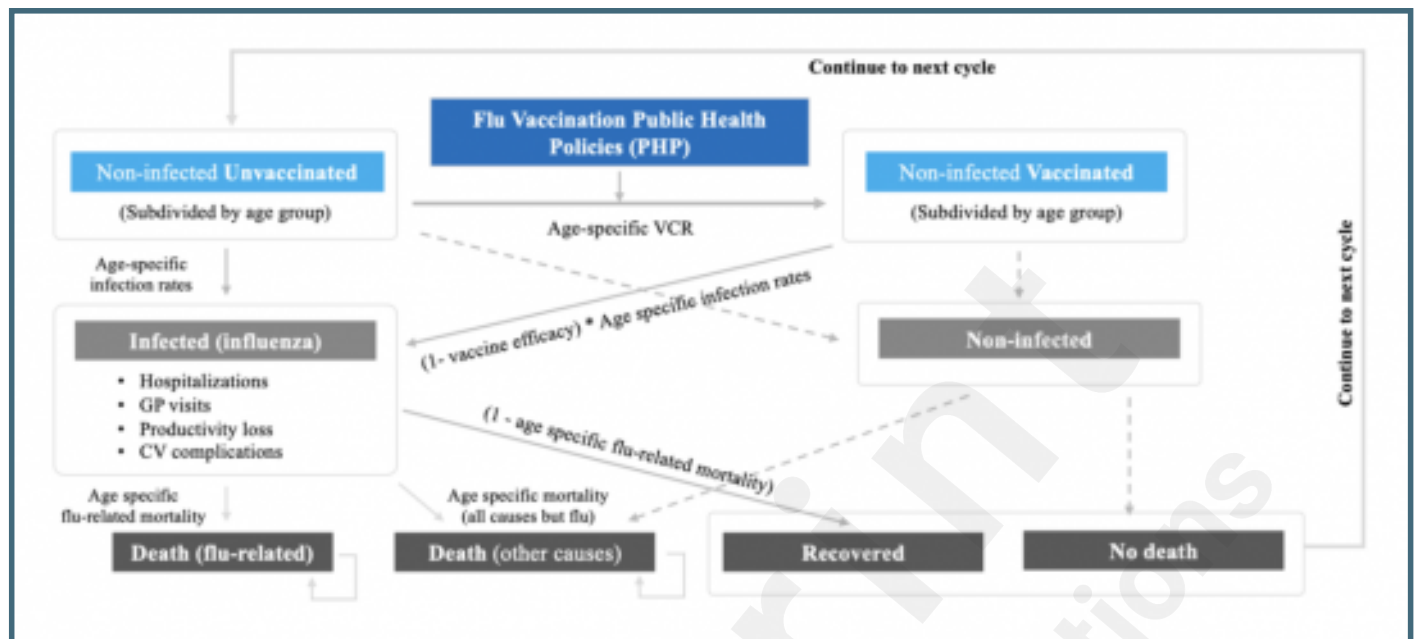 Continue to next cycle
Flu Vaccination Public Health
Policies (PHP)
Non-infected Unvaccinated
(Subdivided by age group)
Non-infected Vaccinated
(Subdivided by age group)
Age-specific VCR
Age-specific
infection rates
(1- vaccine efficacy) * Age specific infection rates
Continue to next cycle
Infected (influenza)
• Hospitalizations
• GP visits
• Productivity loss
• CV complications
Non-infected
(1 - age specific flu-related mortality)
Age specific
flu-related mortality
Age specific mortality
(all causes but flu)
Death (flu-related)
Death (other causes)
Recovered
No death